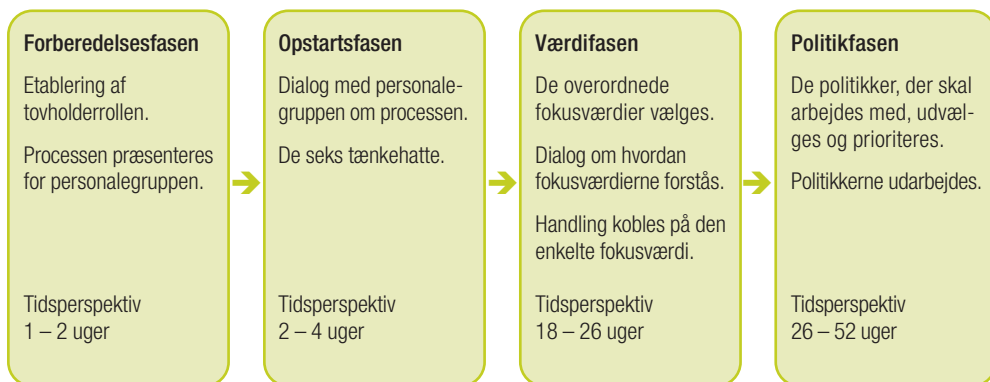 Forberedelsesfasen
Etablering af
tovholderrollen.
Processen præsenteres
for personalegruppen.
Tidsperspektiv
1 – 2 uger
Opstartsfasen
Dialog med personale-
gruppen om processen.
De seks tænkehatte.
Tidsperspektiv
2 – 4 uger
Værdifasen
De overordnede
fokusværdier vælges.
Dialog om hvordan
fokusværdierne forstås.
Handling kobles på den
enkelte fokusværdi.
Tidsperspektiv
18 – 26 uger
Politikfasen
De politikker, der skal
arbejdes med, udvæl-
ges og prioriteres.
Politikkerne udarbejdes.
Tidsperspektiv
26 – 52 uger